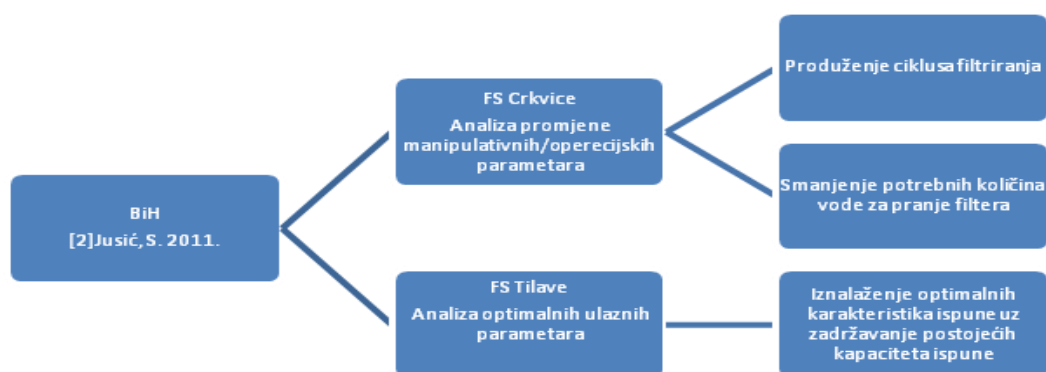 BiH
[2]Jusić, S. 2011.
FS Crkvice
Analiza promjene
manipulativnih/operecijskih
parametara
Produženje ciklusa filtriranja
Smanjenje potrebnih količina
vode za pranje filtera
FS Tilave
Analiza optimalnih ulaznih
parametara
Iznalaženje optimalnih
karakteristika ispune uz
zadržavanje postojećih
kapaciteta ispune